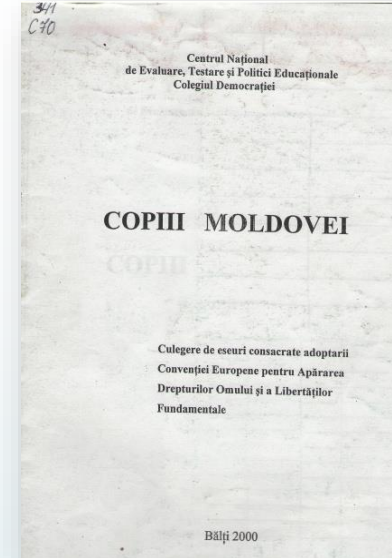 341
C70
Centrul Național
de Evaluare, Testare și Politici Educaționale
Colegiul Democrației
COPIII MOLDOVEI
COPIII
Culegere de eseuri consacrate adoptarii
Convenției Europene pentru Apărarea
Drepturilor Omului și a Libertăților
Fundamentale
Bălți 2000